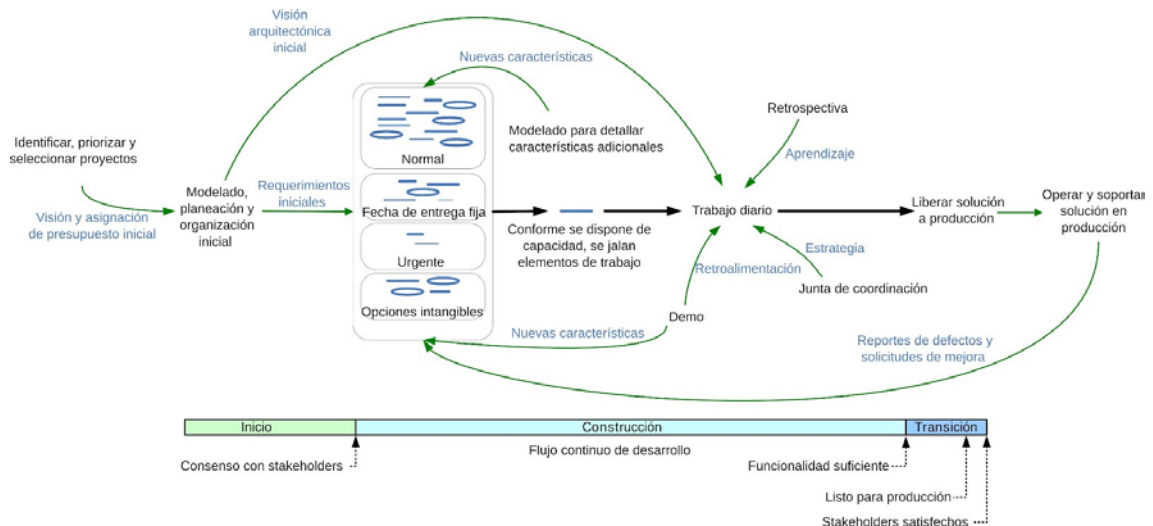 Visión
arquitectónica
inicial
Nuevas características
Retrospectiva
Identificar, priorizar y
seleccionar proyectos
Modelado para detallar
características adicionales
Normal
Aprendizaje
Visión y asignación
de presupuesto inicial
Modelado,
planeación y
organización
inicial
Requerimientos
iniciales
Fecha de entrega fija
Trabajo diario
Liberar solución
a producción
Operar y soportar
solución en
producción
Conforme se dispone de
capacidad, se jalan
elementos de trabajo
Urgente
Estrategia
Retroalimentación
Junta de coordinación
Opciones intangibles
Demo
Nuevas características
Reportes de defectos y
solicitudes de mejora
Inicio
Construcción
Transición
Flujo continuo de desarrollo
Consenso con stakeholders
Funcionalidad suficiente
Listo para producción
Stakeholders satisfechos